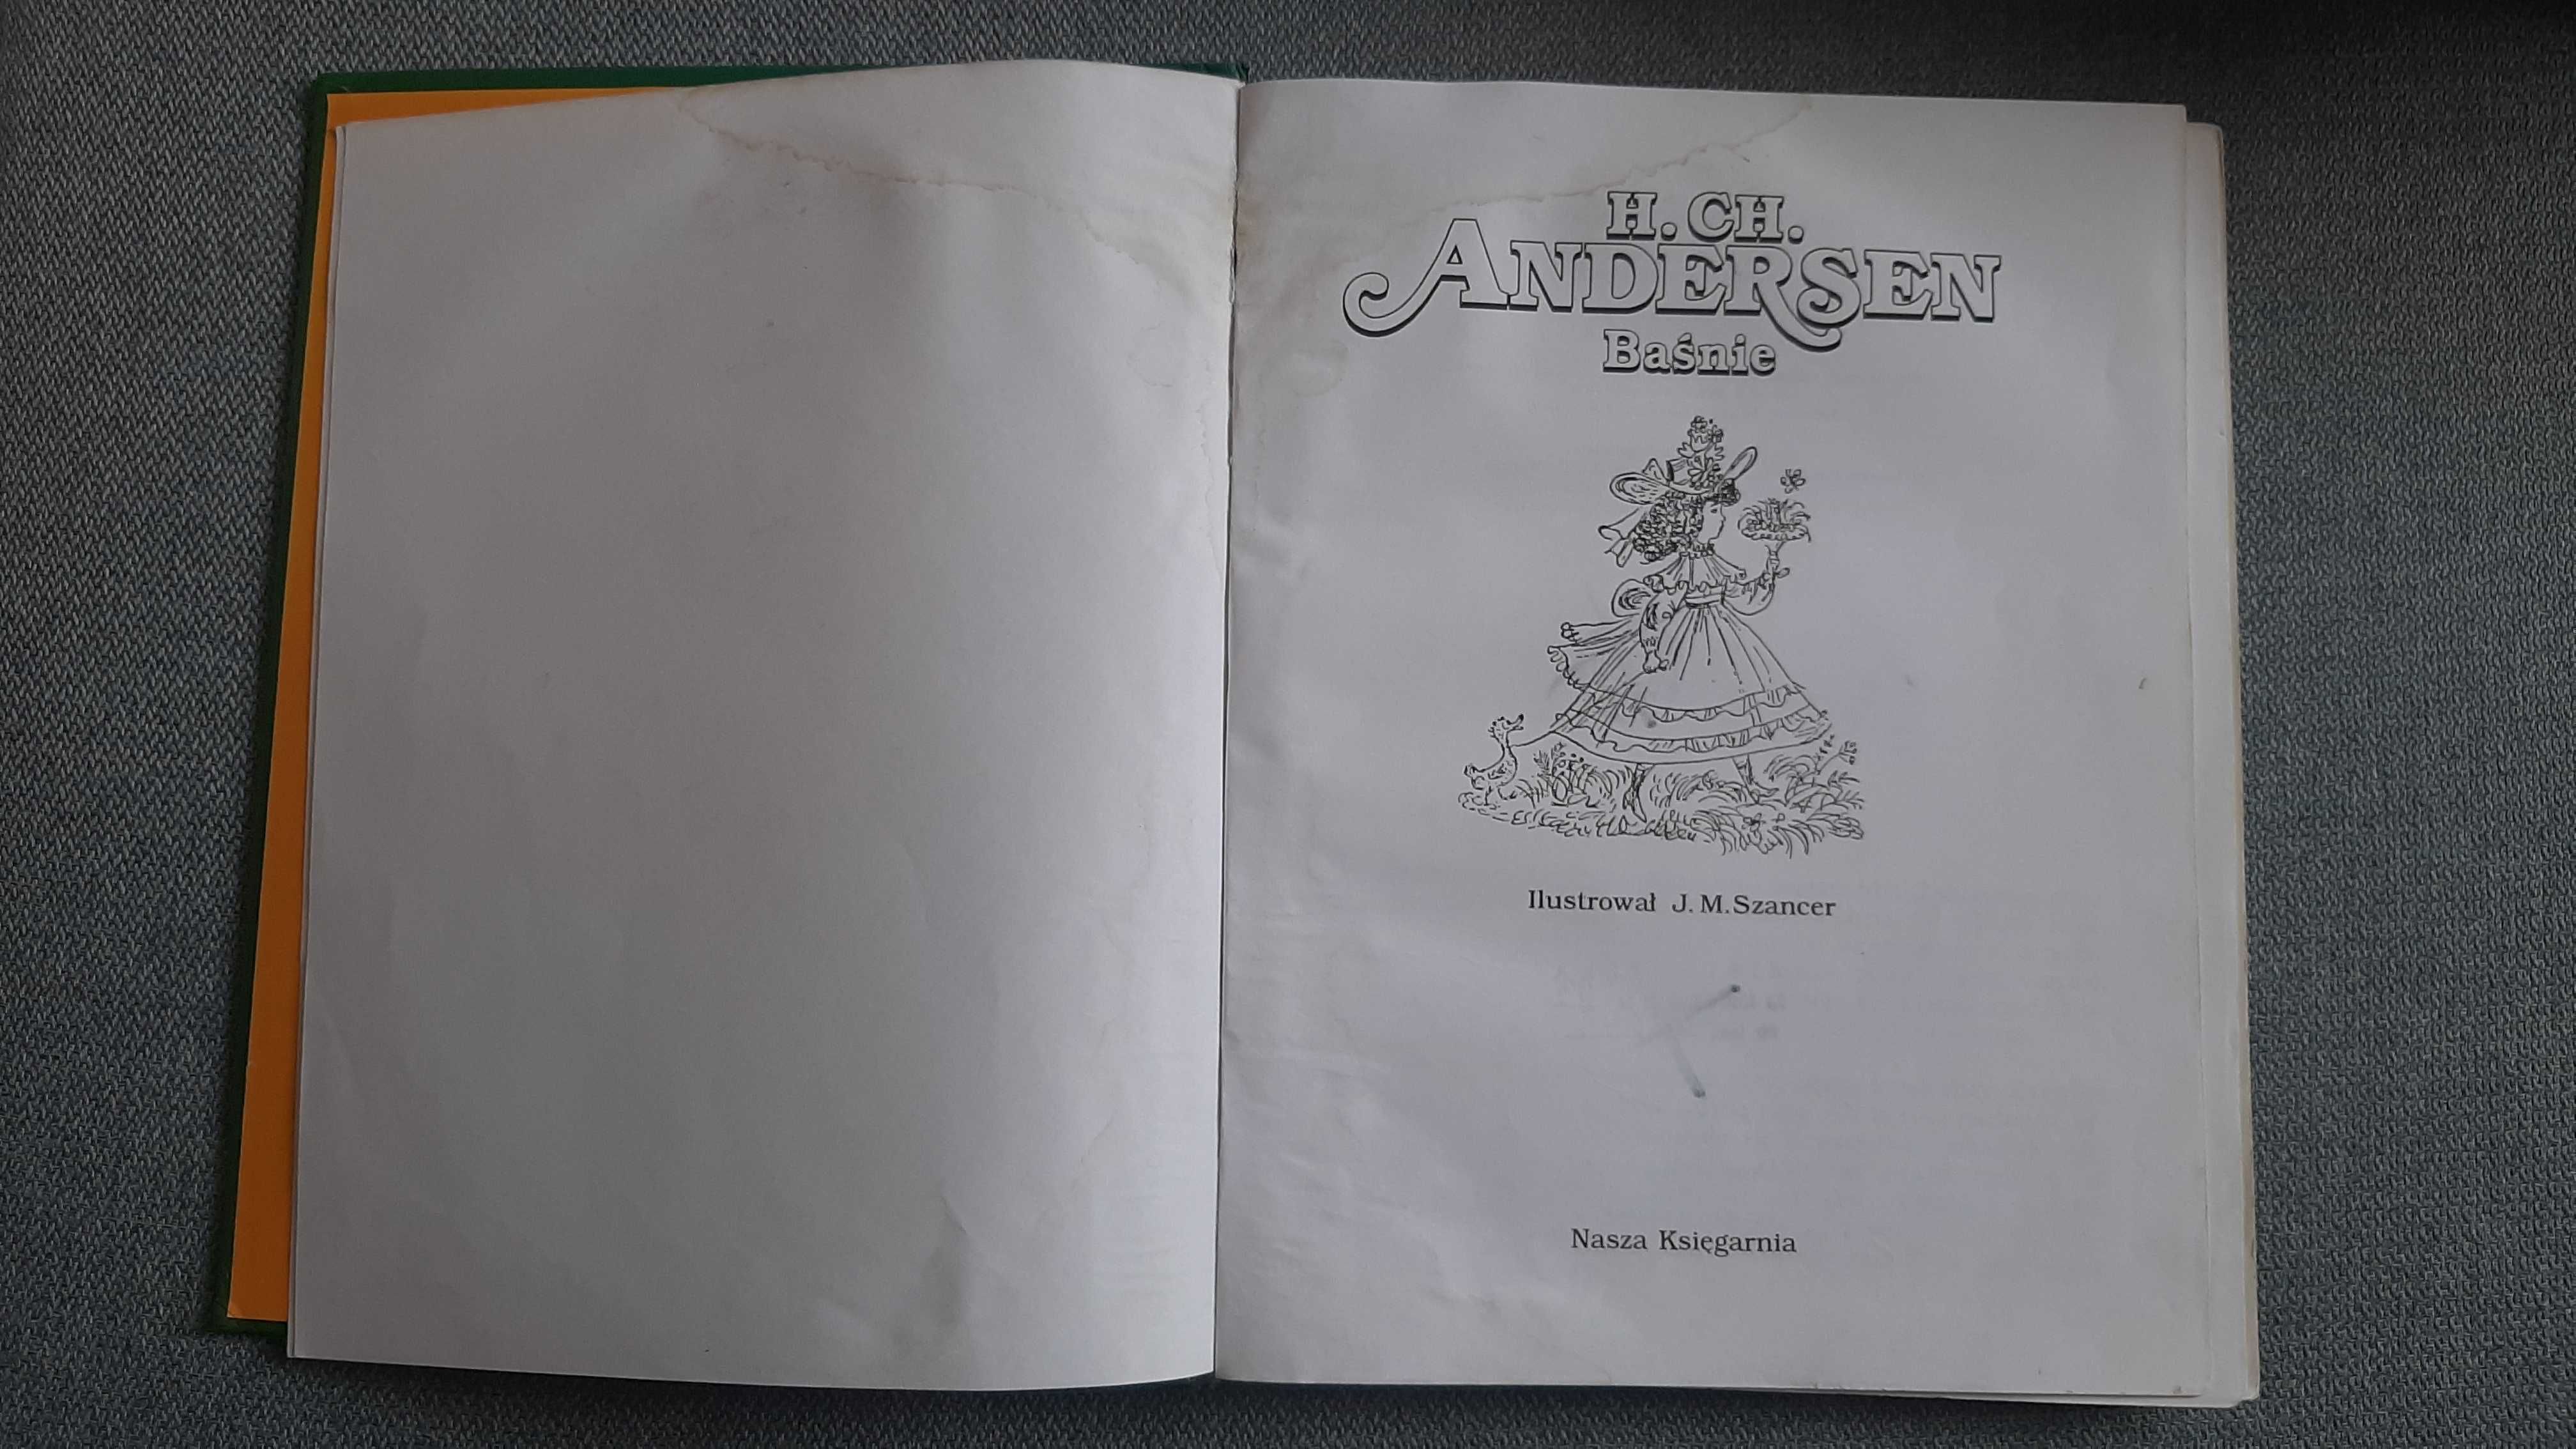 H. CH.
ANDERSEN
Baśnie
Ilustrował J. M. Szancer
Nasza Księgarnia